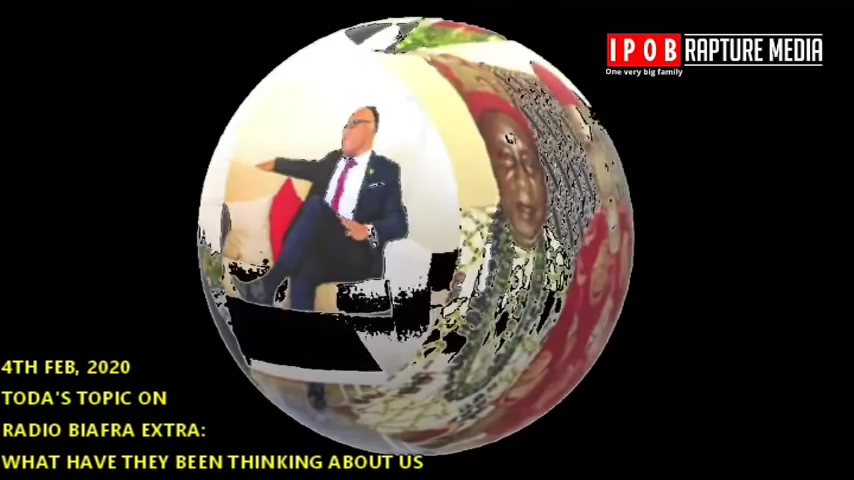 IPOB RAPTURE MEDIA
One very big family
4TH FEB, 2020
TODA'S TOPIC ON
RADIO BIAFRA EXTRA:
WHAT HAVE THEY BEEN THINKING ABOUT US